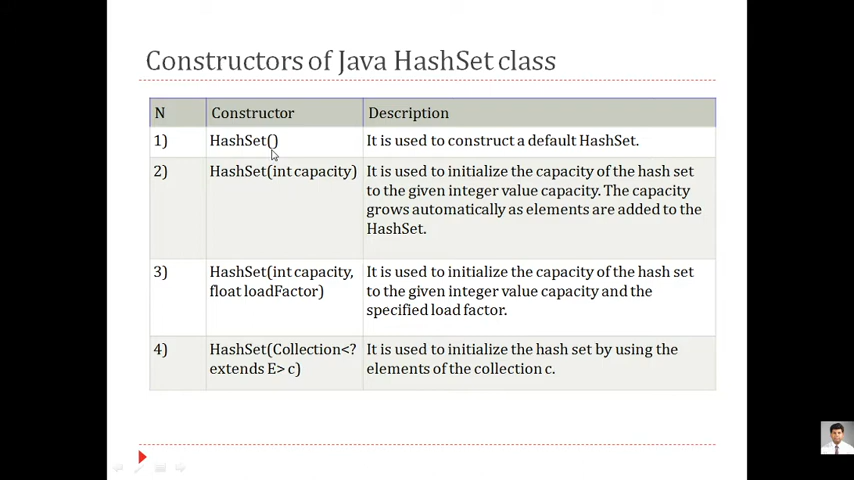 Constructors of Java HashSet class
N Constructor Description
1) HashSet() It is used to construct a default HashSet.
2) HashSet(int capacity) It is used to initialize the capacity of the hash set
to the given integer value capacity. The capacity
grows automatically as elements are added to the
HashSet.
3) HashSet(int capacity, It is used to initialize the capacity of the hash set
float loadFactor) to the given integer value capacity and the
specified load factor.
4) HashSet(Collection<? It is used to initialize the hash set by using the
extends E> c) elements of the collection c.